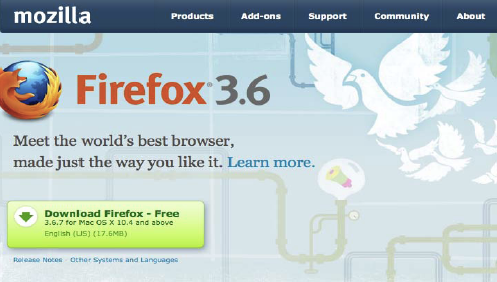 mozilla
Products Add-ons Support Community About
Firefox® 3.6
Meet the world's best browser,
made just the way you like it. Learn more.
Download Firefox - Free
3.6.7 for Mac OS X 10.4 and above
English (US) (17.6MB)
Release Notes - Other Systems and Languages